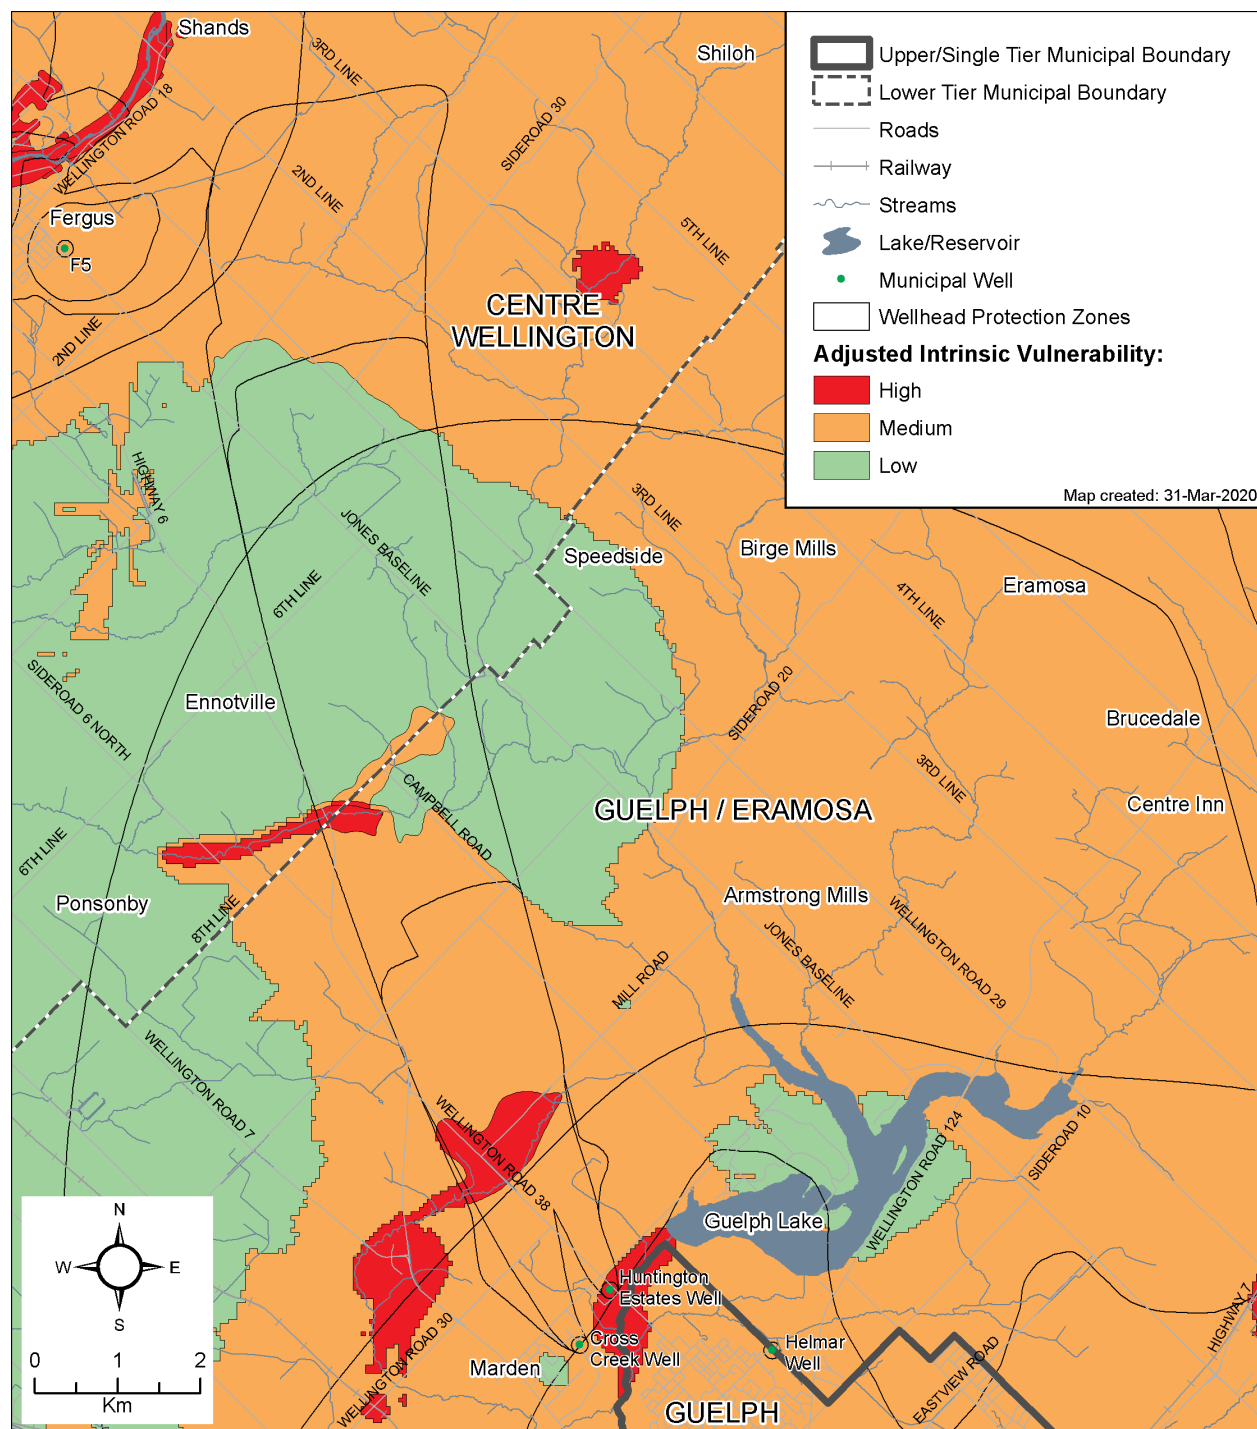 Shands
Shiloh
3RD LINE
WELLINGTON ROAD 18
SIDEROAD 30
2ND LINE
5TH LINE
Fergus
F5
2ND LINE
CENTRE
WELLINGTON
Upper/Single Tier Municipal Boundary
Lower Tier Municipal Boundary
Roads
Railway
Streams
Lake/Reservoir
Municipal Well
Wellhead Protection Zones
Adjusted Intrinsic Vulnerability:
High
Medium
Low
Map created: 31-Mar-2020
HIGHWAY 6
JONES BASELINE
3RD LINE
Speedside
Birge Mills
Eramosa
6TH LINE
4TH LINE
SIDEROAD 6 NORTH
Ennotville
SIDEROAD 20
Brucedale
3RD LINE
CAMPBELL ROAD
GUELPH / ERAMOSA
Centre Inn
6TH LINE
Ponsonby
8TH LINE
Armstrong Mills
WELLINGTON ROAD 29
JONES BASELINE
MILL ROAD
WELLINGTON ROAD 7
WELLINGTON ROAD 38
WELLINGTON ROAD 124
SIDEROAD 10
Guelph Lake
Huntington
Estates Well
Cross
Creek Well
Helmar
Well
Marden
WELLINGTON ROAD 30
EASTVIEW ROAD
HIGHWAY 7
GUELPH
N
W
E
S
0
1
2
Km